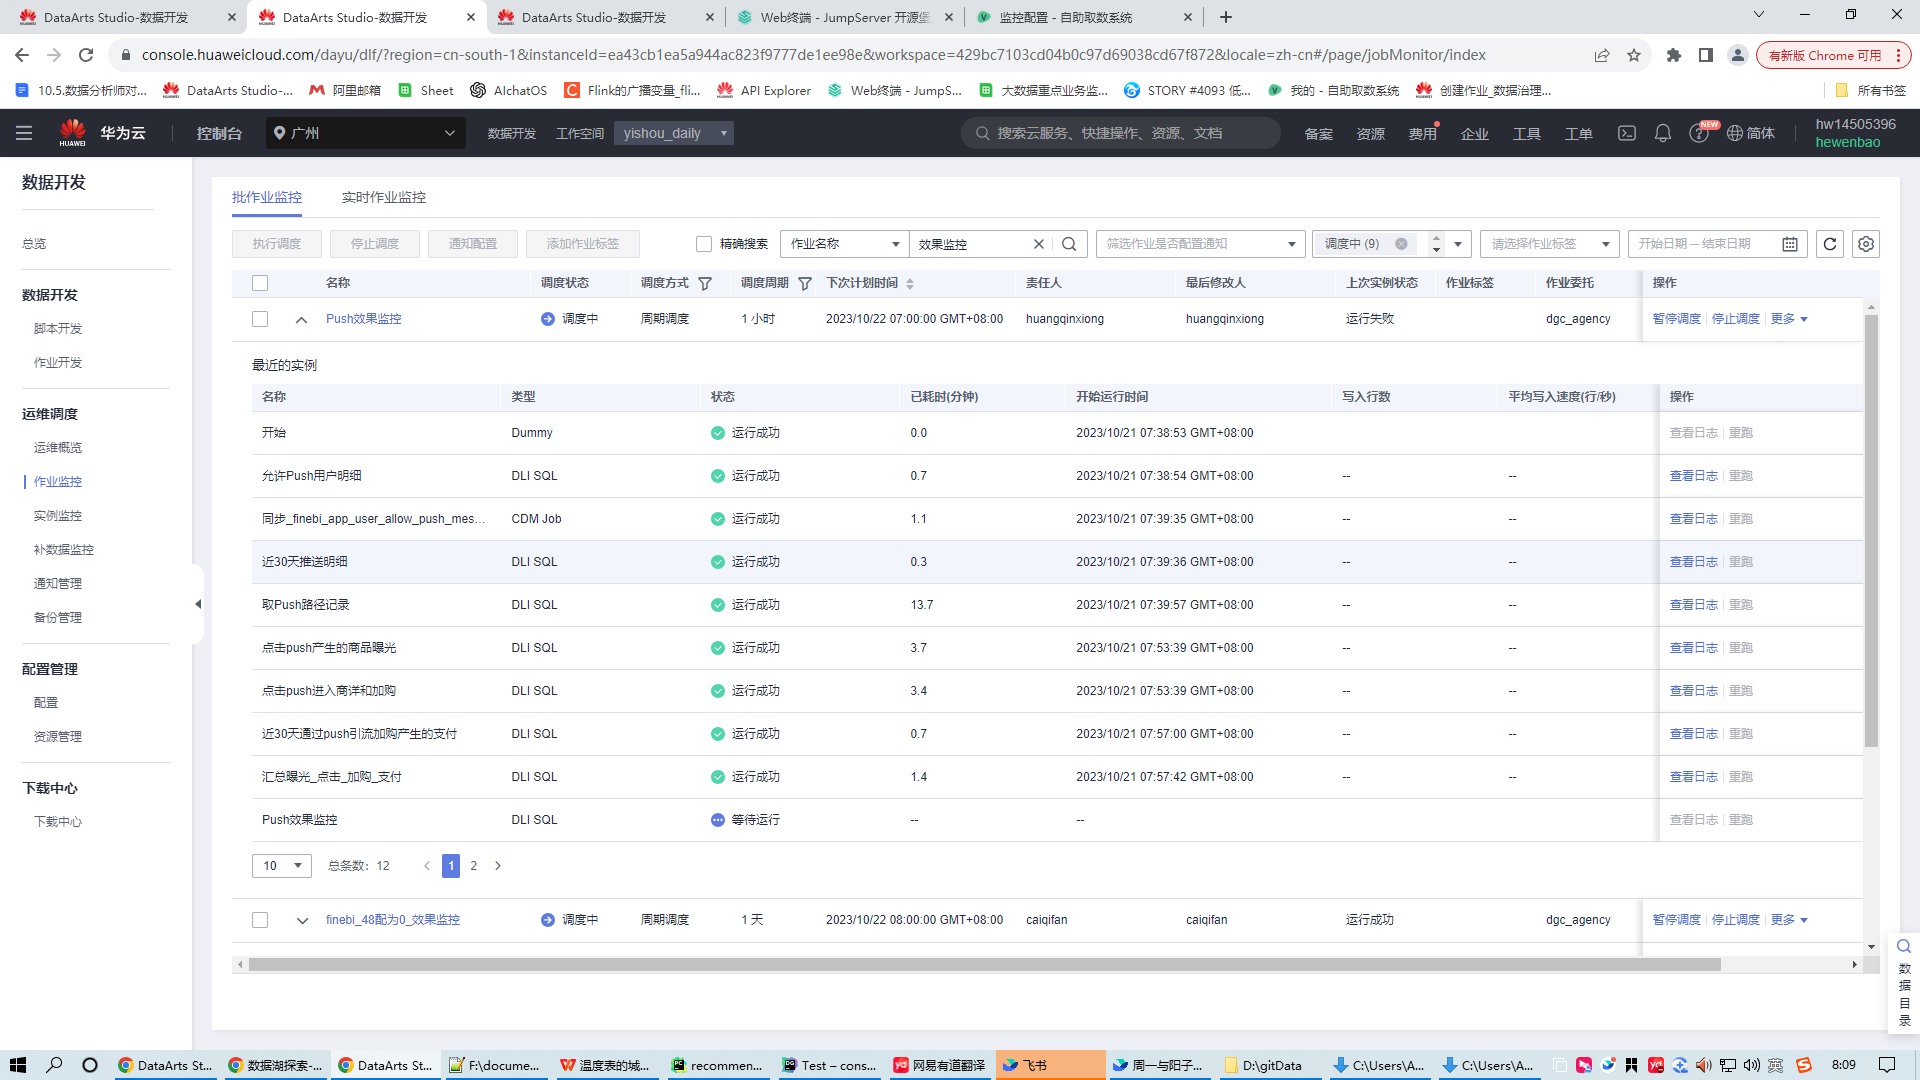 DataArts Studio-数据开发
DataArts Studio-数据开发
DataArts Studio-数据开发
Web终端 - JumpServer 开源堡
监控配置 - 自助取数系统
console.huaweicloud.com/dayu/dlf/?region=cn-south-1&instanceId=ea43cb1ea5a944ac823f9777de1ee98e&workspace=429bc7103cd04b0c97d69038cd67f872&locale=zh-cn#/page/jobMonitor/index
有新版 Chrome 可用
10.5.数据分析师对...
DataArts Studio-...
阿里邮箱
Sheet
AIchatOS
Flink的广播变量_fli...
API Explorer
Web终端 - JumpS...
大数据重点业务监...
STORY #4093 低...
我的 - 自助取数系统
创建作业_数据治理...
所有书签
HUAWEI
华为云
控制台
广州
数据开发
工作空间
yishou_daily
搜索云服务、快捷操作、资源、文档
备案
资源
费用
企业
工具
工单
NEW
简体
hw14505396
hewenbao
数据开发
总览
数据开发
脚本开发
作业开发
运维调度
运维概览
作业监控
实例监控
补数据监控
通知管理
备份管理
配置管理
配置
资源管理
下载中心
下载中心
批作业监控
实时作业监控
执行调度
停止调度
通知配置
添加作业标签
精确搜索
作业名称
效果监控
筛选作业是否配置通知
调度中 (9)
请选择作业标签
开始日期 – 结束日期
名称 调度状态 调度方式 调度周期 下次计划时间 责任人 最后修改人 上次实例状态 作业标签 作业委托 操作
Push效果监控 调度中 周期调度 1 小时 2023/10/22 07:00:00 GMT+08:00 huangqinxiong huangqinxiong 运行失败 dgc_agency 暂停调度 停止调度 更多
最近的实例
名称 类型 状态 已耗时(分钟) 开始运行时间 写入行数 平均写入速度(行/秒) 操作
开始 Dummy 运行成功 0.0 2023/10/21 07:38:53 GMT+08:00 查看日志 重跑
允许Push用户明细 DLI SQL 运行成功 0.7 2023/10/21 07:38:54 GMT+08:00 -- -- 查看日志 重跑
同步_finebi_app_user_allow_push_mes... CDM Job 运行成功 1.1 2023/10/21 07:39:35 GMT+08:00 -- -- 查看日志 重跑
近30天推送明细 DLI SQL 运行成功 0.3 2023/10/21 07:39:36 GMT+08:00 -- -- 查看日志 重跑
取Push路径记录 DLI SQL 运行成功 13.7 2023/10/21 07:39:57 GMT+08:00 -- -- 查看日志 重跑
点击push产生的商品曝光 DLI SQL 运行成功 3.7 2023/10/21 07:53:39 GMT+08:00 -- -- 查看日志 重跑
点击push进入商详和加购 DLI SQL 运行成功 3.4 2023/10/21 07:53:39 GMT+08:00 -- -- 查看日志 重跑
近30天通过push引流加购产生的支付 DLI SQL 运行成功 0.7 2023/10/21 07:57:00 GMT+08:00 -- -- 查看日志 重跑
汇总曝光_点击_加购_支付 DLI SQL 运行成功 1.4 2023/10/21 07:57:42 GMT+08:00 -- -- 查看日志 重跑
Push效果监控 DLI SQL 等待运行 -- -- 查看日志 重跑
10 总条数: 12 1 2
finebi_48配为0_效果监控 调度中 周期调度 1 天 2023/10/22 08:00:00 GMT+08:00 caiqifan caiqifan 运行成功 dgc_agency 暂停调度 停止调度 更多
数
据
目
录
DataArts St...
数据湖探索-...
DataArts St...
F:\docume...
温度表的城...
recommen...
Test – cons...
网易有道翻译
飞书
周一与阳子...
D:\gitData
C:\Users\A...
C:\Users\A...
英
8:09